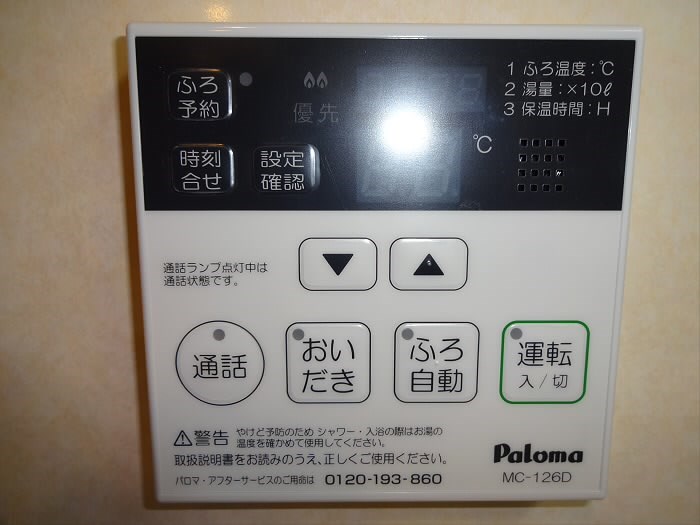 ふろ
予約
優先
1 ふろ温度:℃
2 湯量:×10ℓ
3 保温時間:H
時刻
合せ
設定
確認
℃
通話ランプ点灯中は
通話状態です。
▼
▲
通話
おい
だき
ふろ
自動
運転
入/切
⚠警告 やけど予防のため シャワー・入浴の際はお湯の
温度を確かめて使用してください。
取扱説明書をお読みのうえ、正しくご使用ください。
パロマ・アフターサービスのご用命は 0120-193-860
Paloma
MC-126D